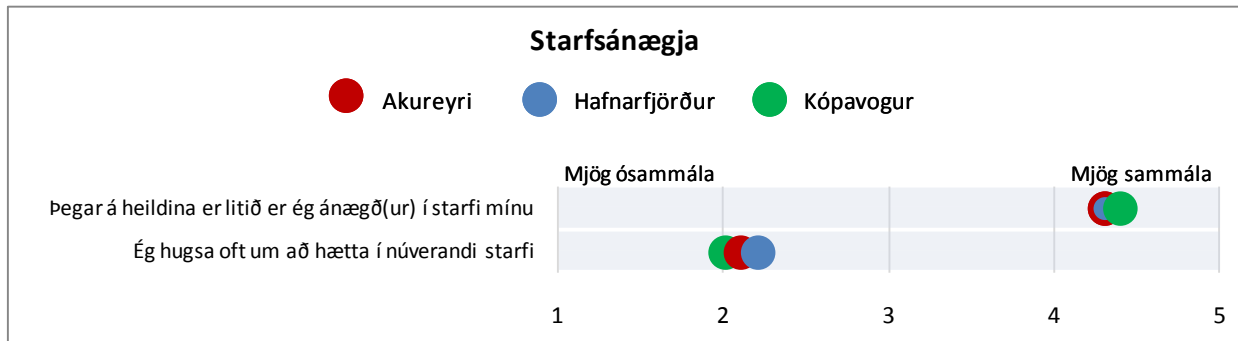 Starfsánægja
Akureyri Hafnarfjörður Kópavogur
Mjög ósammála Mjög sammála
Þegar á heildina er litið er ég ánægð(ur) í starfi mínu
Ég hugsa oft um að hætta í núverandi starfi
1 2 3 4 5